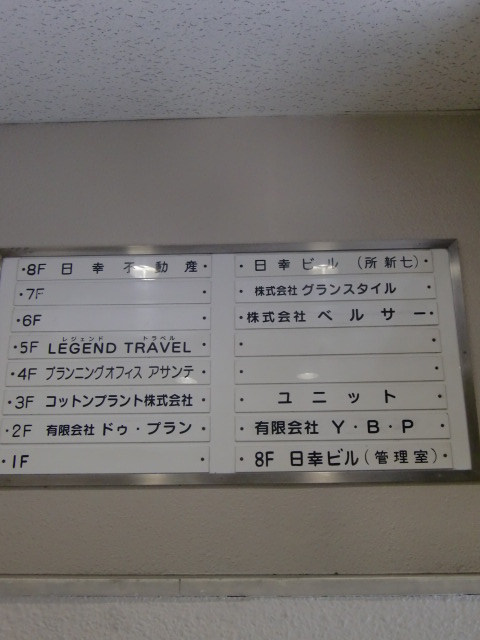 8F 日幸不動産
日幸ビール (所新七)
7F
株式会社 グランスタイル
6F
株式会社 ベルサー
レジェンド トラベル
5F LEGEND TRAVEL
4F プランニングオフィス アサンテ
3F コットンプラント株式会社
ユニット
2F 有限会社 ドゥ・プラン
有限会社 Y・B・P
1F
8F 日幸ビル(管理室)